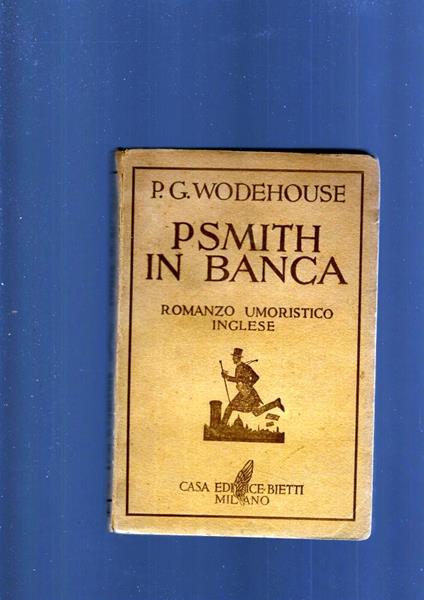 P. G. WODEHOUSE
PSMITH
IN BANCA
ROMANZO UMORISTICO
INGLESE
CASA EDITRICE-BIETTI
MILANO